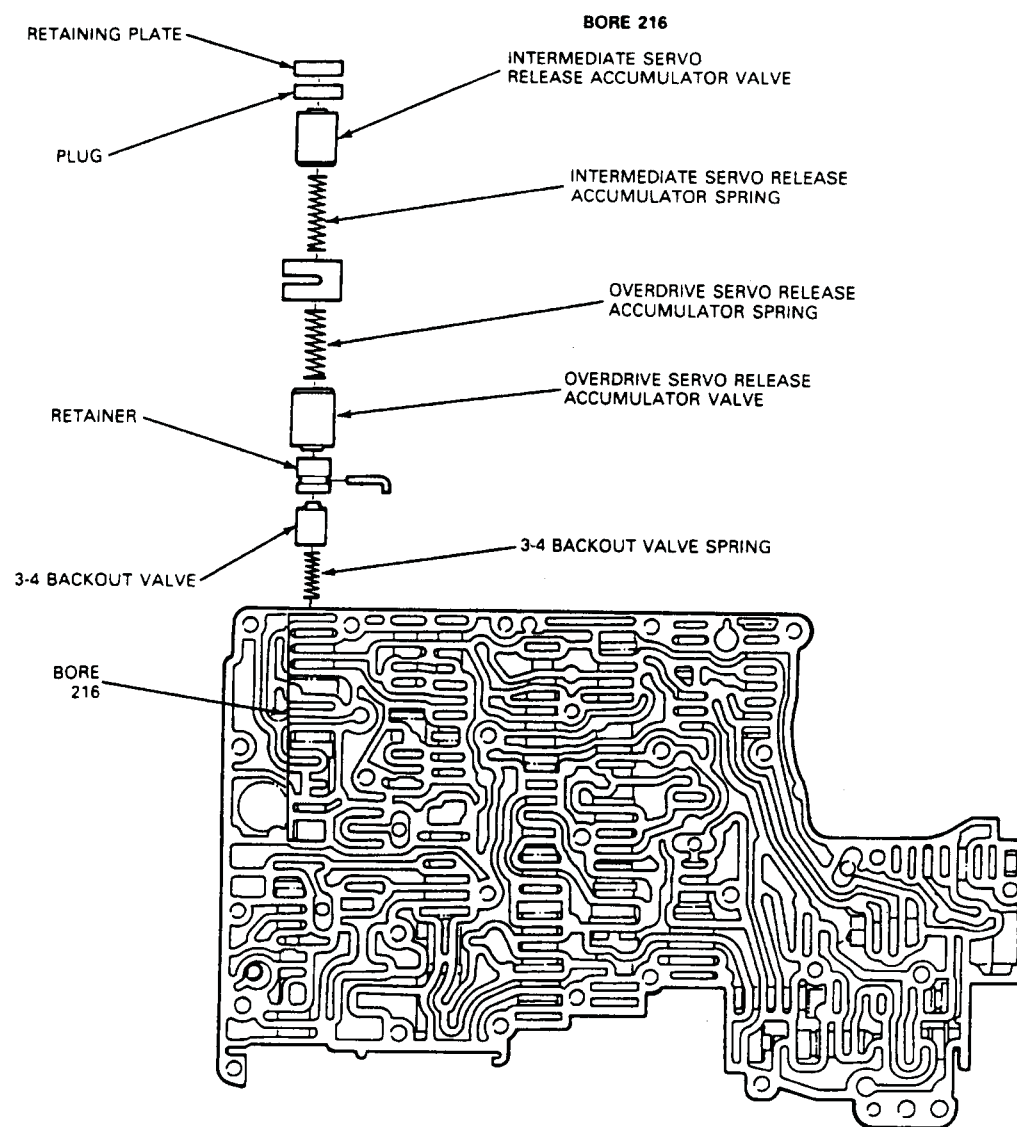 BORE 216
RETAINING PLATE
INTERMEDIATE SERVO
RELEASE ACCUMULATOR VALVE
PLUG
INTERMEDIATE SERVO RELEASE
ACCUMULATOR SPRING
OVERDRIVE SERVO RELEASE
ACCUMULATOR SPRING
OVERDRIVE SERVO RELEASE
ACCUMULATOR VALVE
RETAINER
3-4 BACKOUT VALVE SPRING
3-4 BACKOUT VALVE
BORE
216